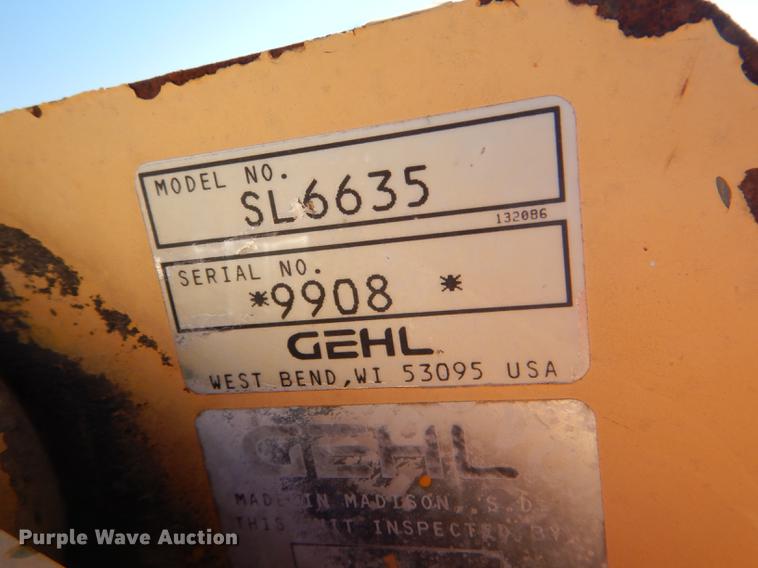 MODEL NO.
SL6635
132086
SERIAL NO.
*9908 *
GEHL
WEST BEND, WI 53095 USA
GEHL
MADE IN MADISON, S.D.
THIS UNIT INSPECTED BY
Purple Wave Auction